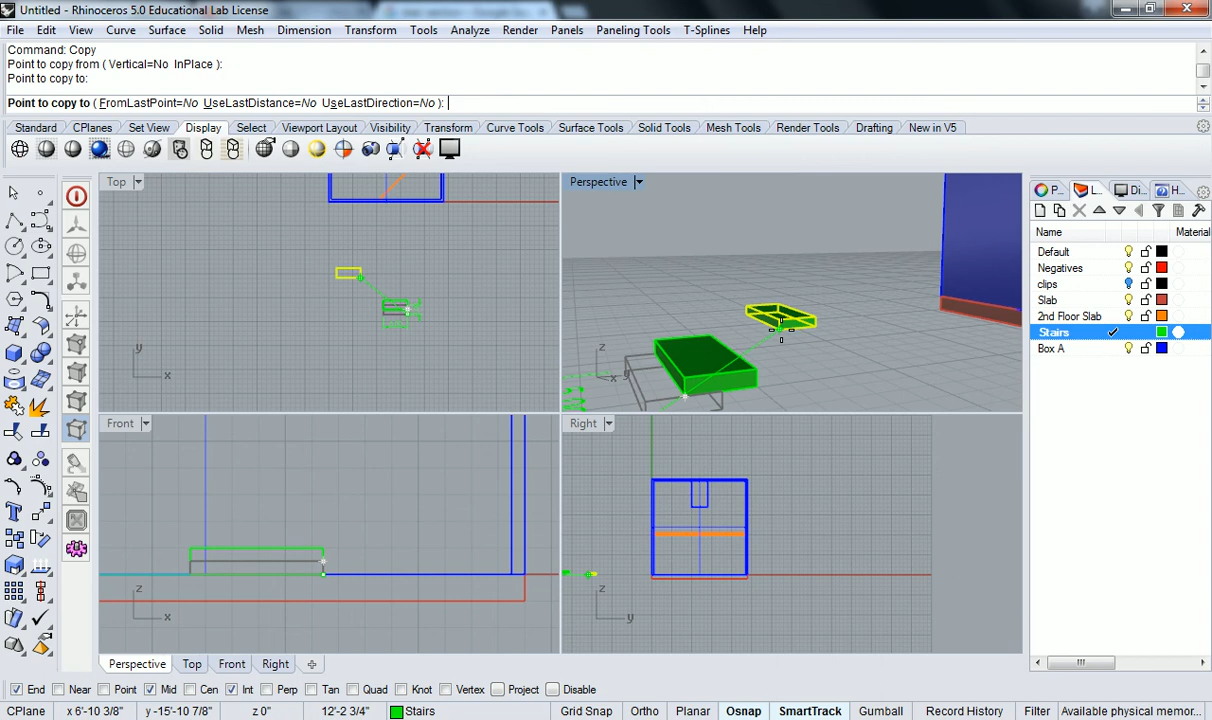 Untitled - Rhinoceros 5.0 Educational Lab License
File Edit View Curve Surface Solid Mesh Dimension Transform Tools Analyze Render Panels Paneling Tools T-Splines Help
Command: Copy
Point to copy from ( Vertical=No InPlace ):
Point to copy to:
Point to copy to ( FromLastPoint=No UseLastDistance=No UseLastDirection=No ):
Standard CPlanes Set View Display Select Viewport Layout Visibility Transform Curve Tools Surface Tools Solid Tools Mesh Tools Render Tools Drafting New in V5
Top
y
x
Perspective
z
x y
Front
z
x
Right
z
y
P... L... Di... H...
Name Material
Default
Negatives
clips
Slab
2nd Floor Slab
Stairs
Box A
Perspective Top Front Right
End Near Point Mid Cen Int Perp Tan Quad Knot Vertex Project Disable
CPlane x 6'-10 3/8" y -15'-10 7/8" z 0" 12'-2 3/4" Stairs Grid Snap Ortho Planar Osnap SmartTrack Gumball Record History Filter Available physical memor...